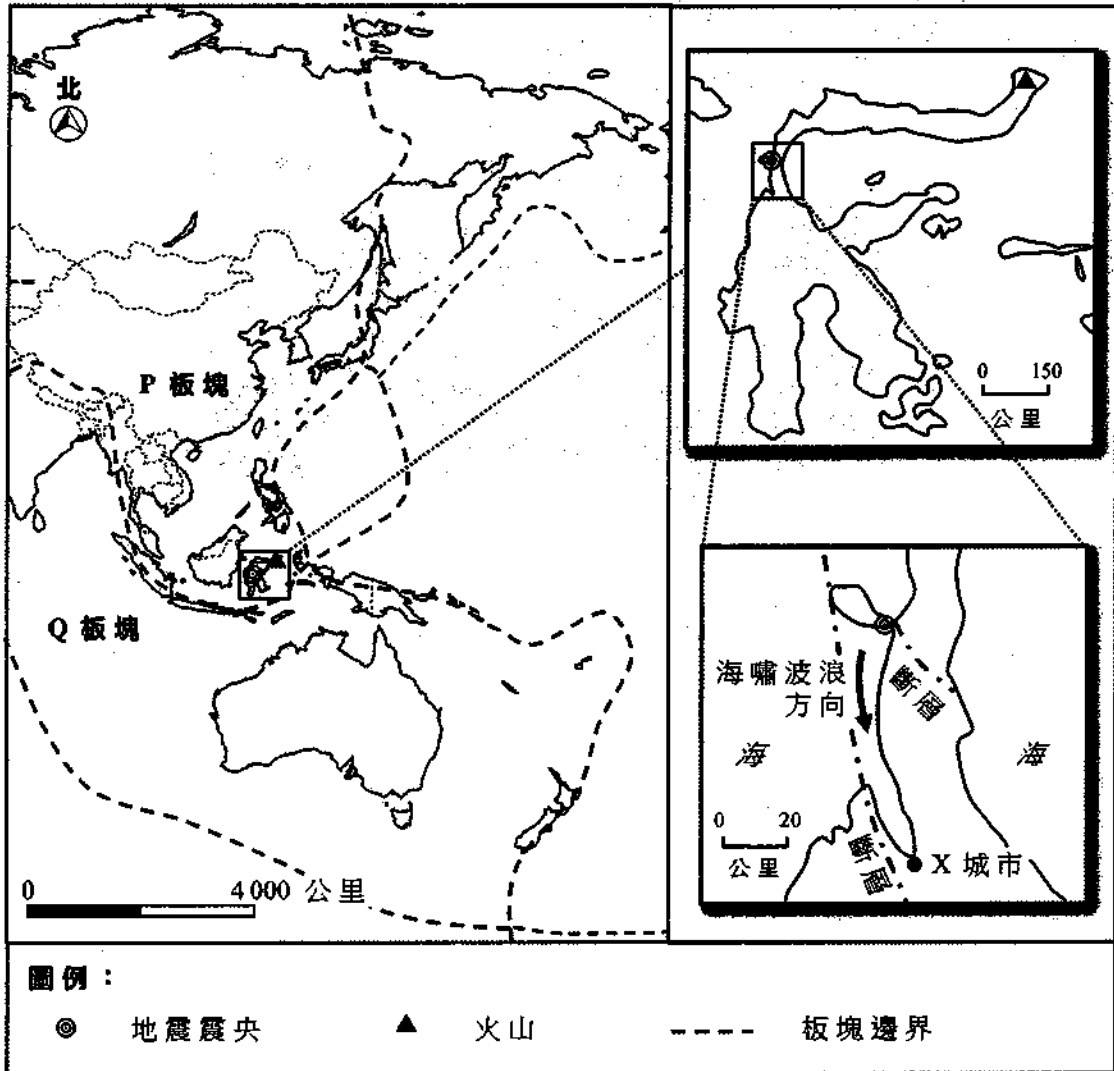 北
P 板塊
Q 板塊
0 4 000 公里
0 150
公里
海嘯波浪
方向
斷層
海
海
0 20
公里
斷層
X 城市
圖例：
地震震央
火山
板塊邊界